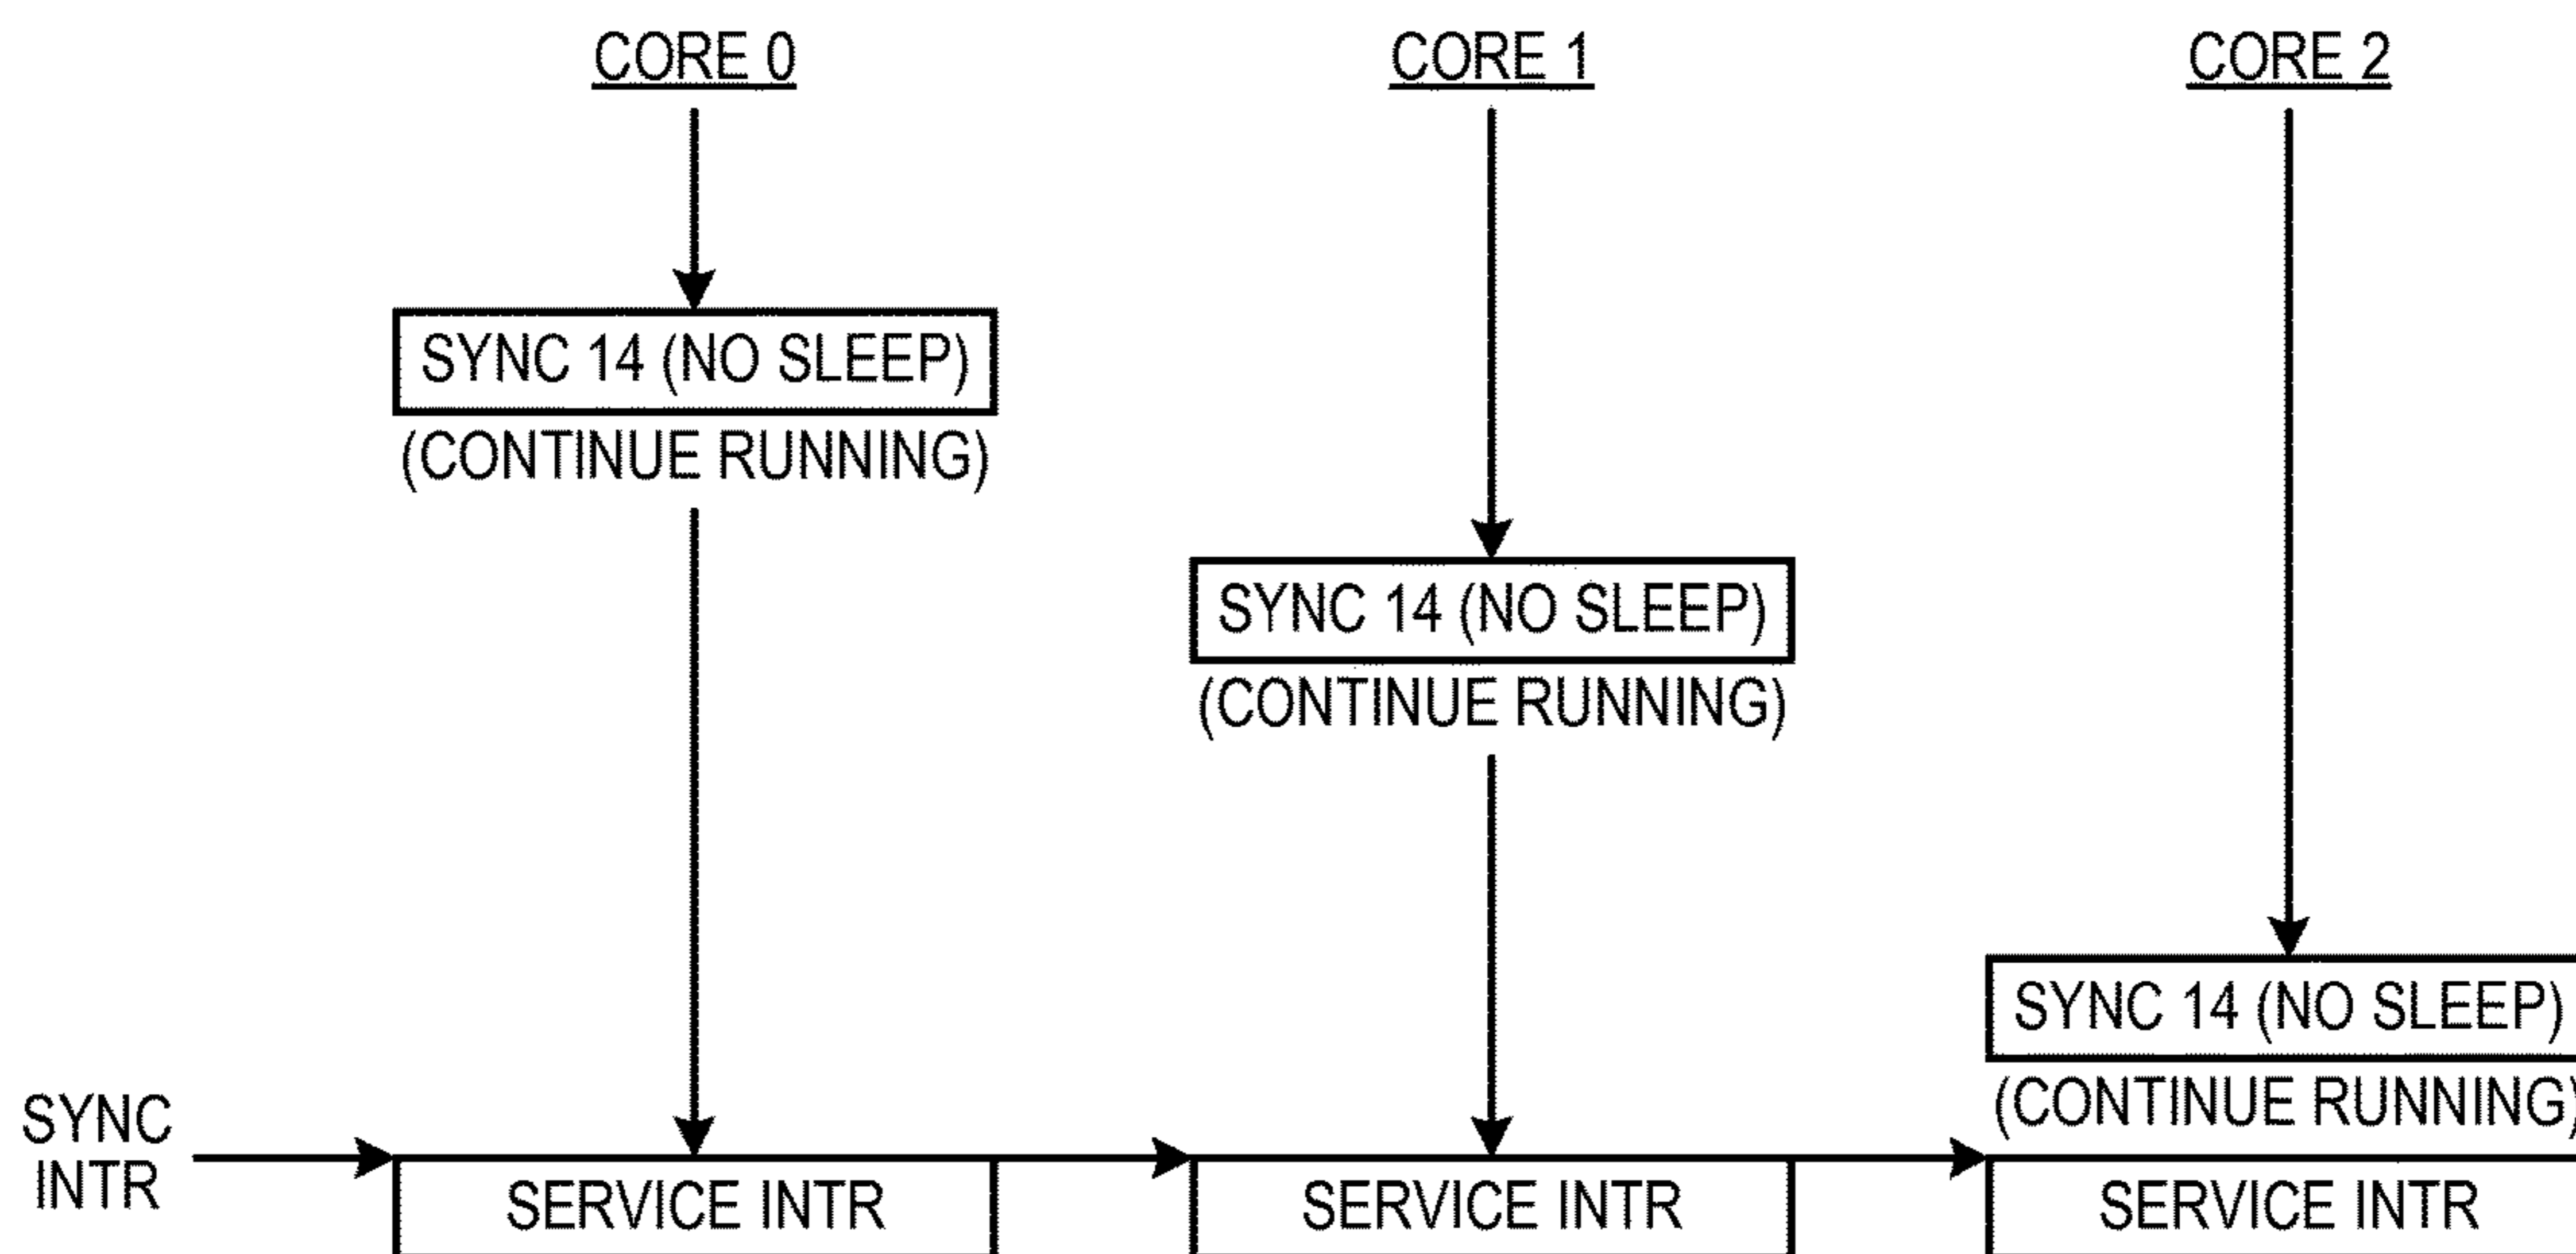 CORE 0
CORE 1
CORE 2
SYNC 14 (NO SLEEP)
(CONTINUE RUNNING)
SYNC 14 (NO SLEEP)
(CONTINUE RUNNING)
SYNC 14 (NO SLEEP)
(CONTINUE RUNNING)
SYNC
INTR
SERVICE INTR
SERVICE INTR
SERVICE INTR